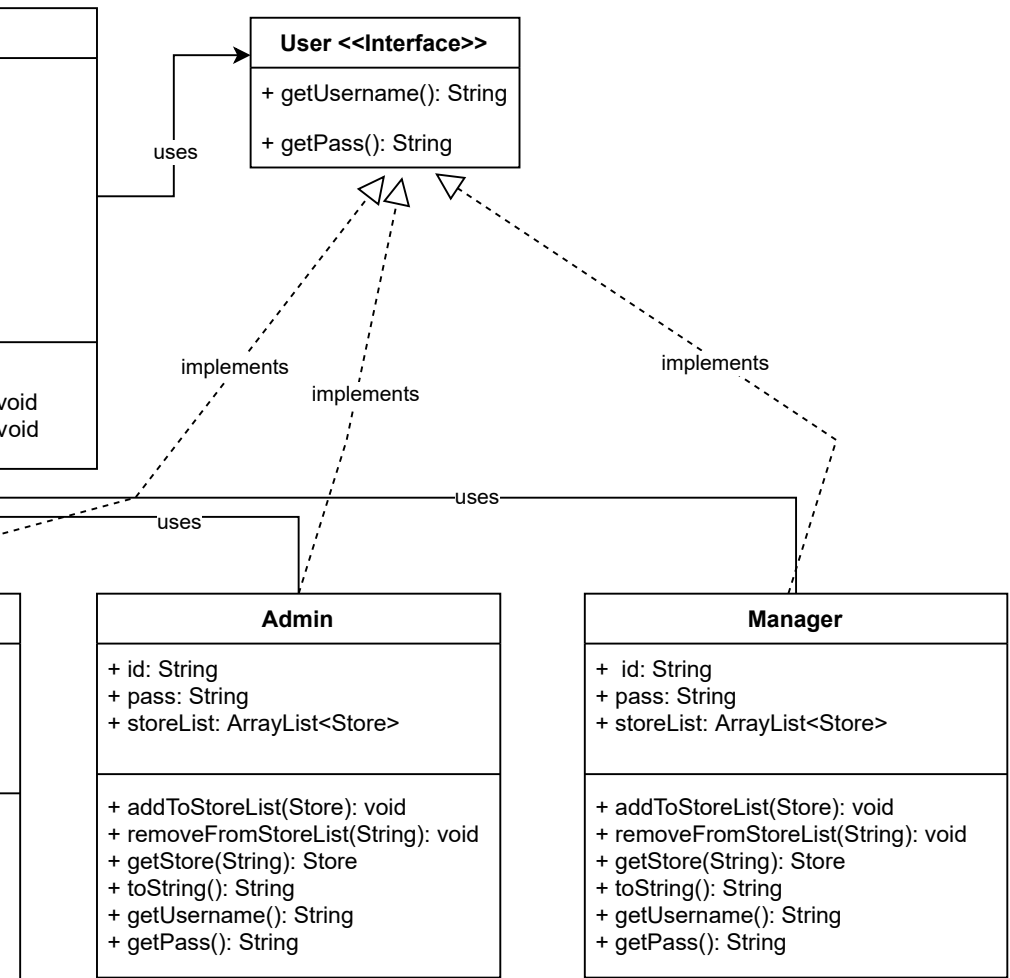 User <<Interface>>
+ getUsername(): String
+ getPass(): String
uses
implements
implements
implements
void
void
uses
uses
Admin
+ id: String
+ pass: String
+ storeList: ArrayList<Store>
+ addToStoreList(Store): void
+ removeFromStoreList(String): void
+ getStore(String): Store
+ toString(): String
+ getUsername(): String
+ getPass(): String
Manager
+  id: String
+ pass: String
+ storeList: ArrayList<Store>
+ addToStoreList(Store): void
+ removeFromStoreList(String): void
+ getStore(String): Store
+ toString(): String
+ getUsername(): String
+ getPass(): String